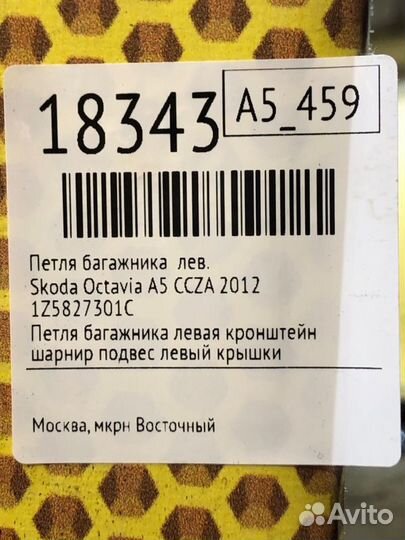 18343
A5_459
Петля багажника лев.
Skoda Octavia A5 CCZA 2012
1Z5827301C
Петля багажника левая кронштейн
шарнир подвес левый крышки
Москва, мкрн Восточный
Avito